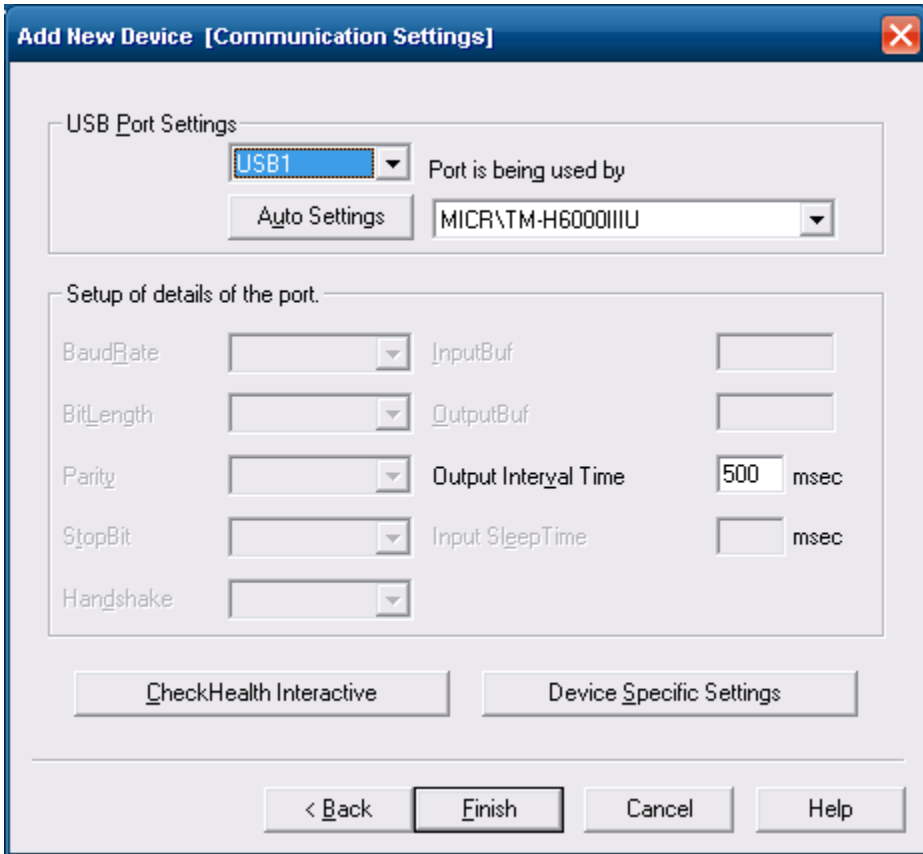 Add New Device [Communication Settings]
USB Port Settings
USB1
Port is being used by
Auto Settings
MICR\TM-H6000IIIU
Setup of details of the port.
BaudRate
InputBuf
BitLength
OutputBuf
Parity
Output Interval Time 500 msec
StopBit
Input SleepTime msec
Handshake
CheckHealth Interactive
Device Specific Settings
< Back
Finish
Cancel
Help